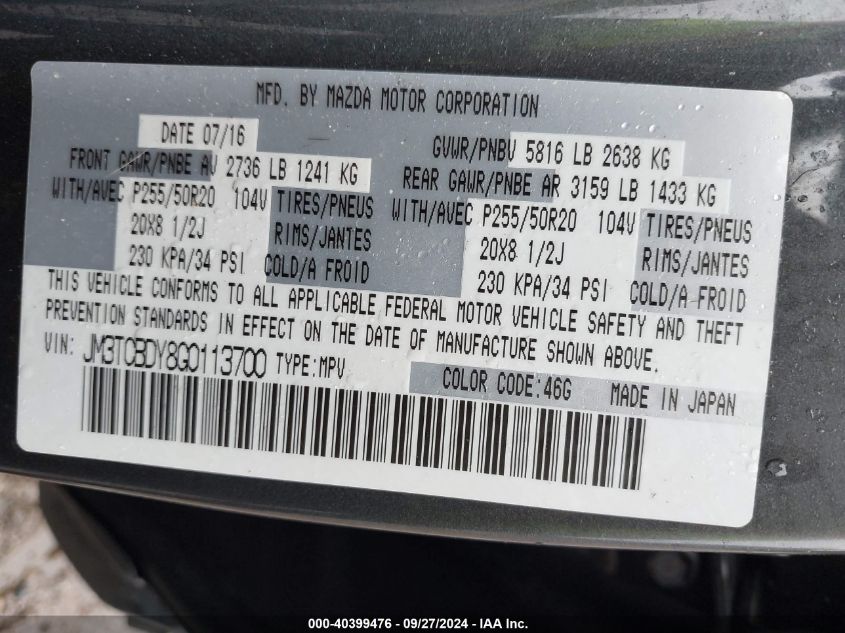 MFD. BY MAZDA MOTOR CORPORATION
DATE 07/16 GVWR/PNBV 5816 LB 2638 KG
FRONT GAWR/PNBE AV 2736 LB 1241 KG REAR GAWR/PNBE AR 3159 LB 1433 KG
WITH/AVEC P255/50R20 104V TIRES/PNEUS WITH/AVEC P255/50R20 104V TIRES/PNEUS
20X8 1/2J RIMS/JANTES 20X8 1/2J RIMS/JANTES
230 KPA/34 PSI COLD/A FROID 230 KPA/34 PSI COLD/A FROID
THIS VEHICLE CONFORMS TO ALL APPLICABLE FEDERAL MOTOR VEHICLE SAFETY AND THEFT
PREVENTION STANDARDS IN EFFECT ON THE DATE OF MANUFACTURE SHOWN ABOVE.
VIN: JM3TCBDY8G0113700 TYPE:MPV
COLOR CODE:46G MADE IN JAPAN
000-40399476 - 09/27/2024 - IAA Inc.